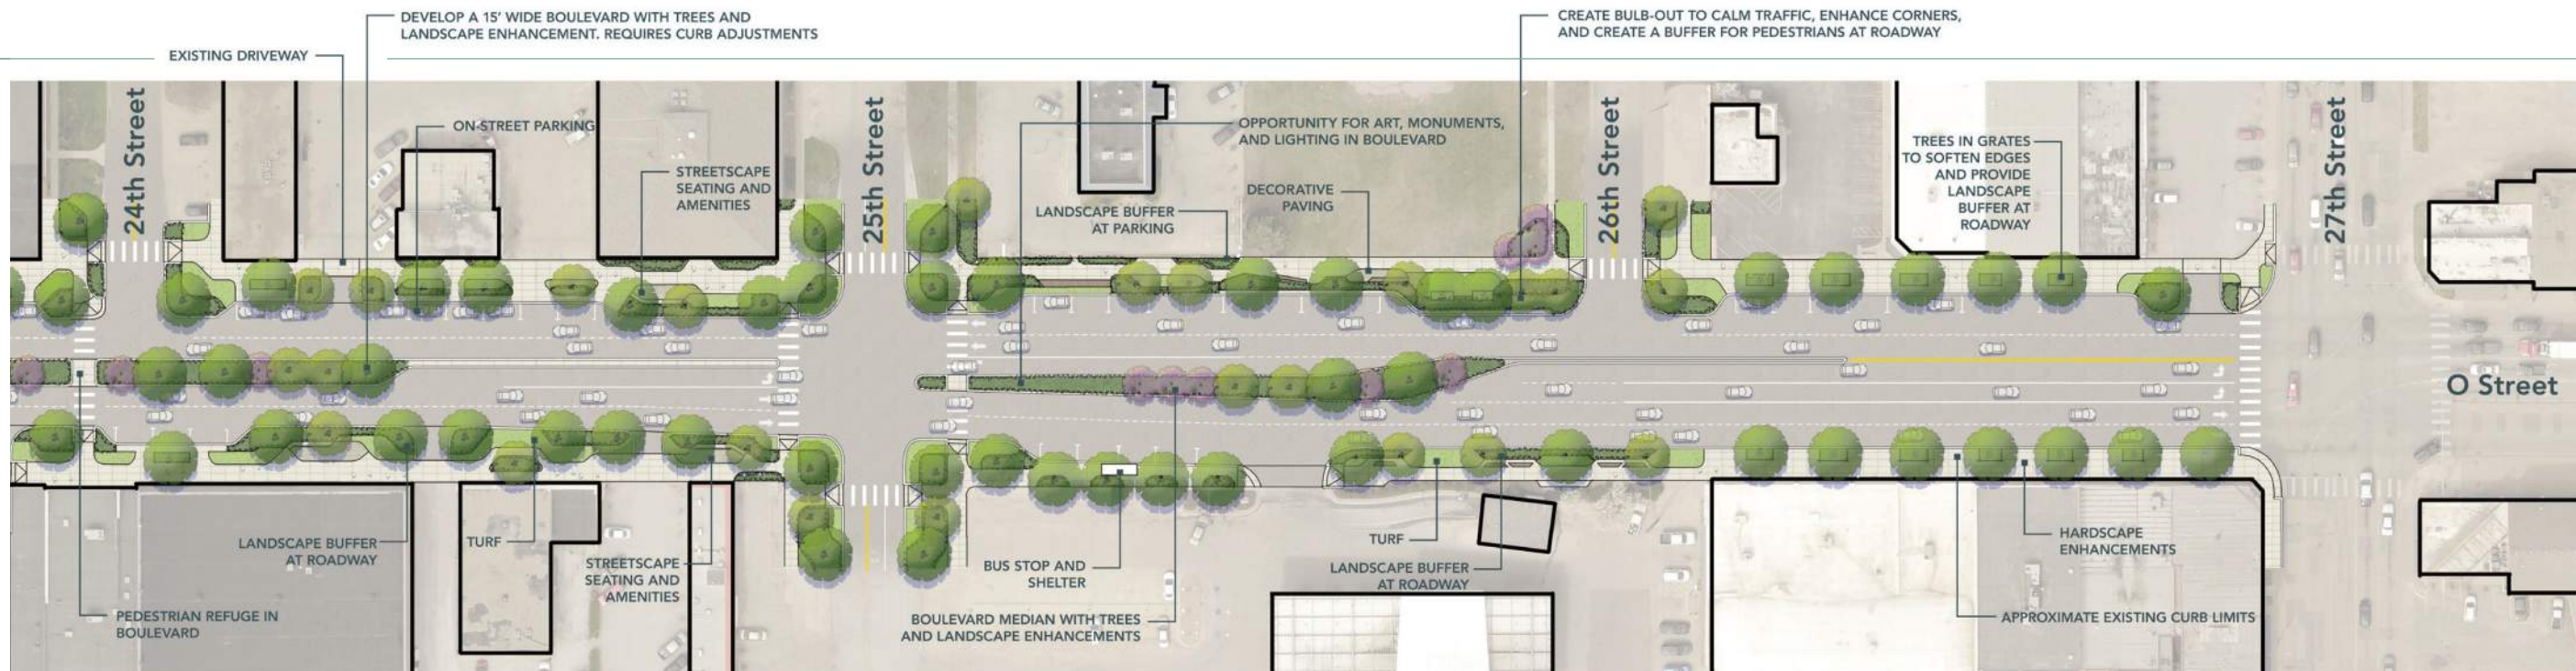 DEVELOP A 15' WIDE BOULEVARD WITH TREES AND
LANDSCAPE ENHANCEMENT. REQUIRES CURB ADJUSTMENTS
CREATE BULB-OUT TO CALM TRAFFIC, ENHANCE CORNERS,
AND CREATE A BUFFER FOR PEDESTRIANS AT ROADWAY
EXISTING DRIVEWAY
24th Street
ON-STREET PARKING
STREETSCAPE
SEATING AND
AMENITIES
25th Street
OPPORTUNITY FOR ART, MONUMENTS,
AND LIGHTING IN BOULEVARD
DECORATIVE
PAVING
LANDSCAPE BUFFER
AT PARKING
26th Street
TREES IN GRATES
TO SOFTEN EDGES
AND PROVIDE
LANDSCAPE
BUFFER AT
ROADWAY
27th Street
O Street
LANDSCAPE BUFFER
AT ROADWAY
TURF
STREETSCAPE
SEATING AND
AMENITIES
PEDESTRIAN REFUGE IN
BOULEVARD
BUS STOP AND
SHELTER
BOULEVARD MEDIAN WITH TREES
AND LANDSCAPE ENHANCEMENTS
TURF
LANDSCAPE BUFFER
AT ROADWAY
HARDSCAPE
ENHANCEMENTS
APPROXIMATE EXISTING CURB LIMITS